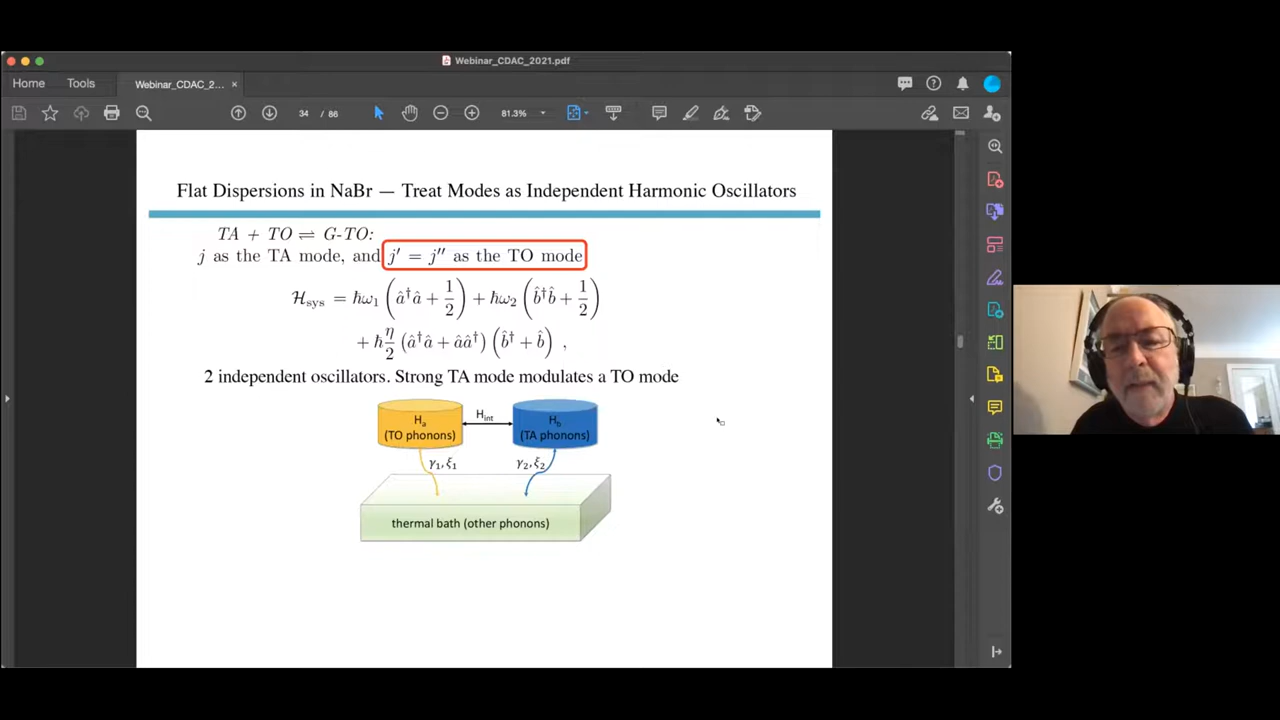 Webinar_CDAC_2021.pdf
Home Tools Webinar_CDAC_2... ×
34 / 86 81.3%
Flat Dispersions in NaBr — Treat Modes as Independent Harmonic Oscillators
TA + TO ⇌ G-TO:
j as the TA mode, and j′ = j″ as the TO mode
ℋsys = ħω₁ (â†â + 1/2) + ħω₂ (b̂†b̂ + 1/2)
+ ħ η/2 (â†â + ââ†) (b̂† + b̂) ,
2 independent oscillators. Strong TA mode modulates a TO mode
Hₐ Hint H_b
(TO phonons) (TA phonons)
γ₁, ξ₁ γ₂, ξ₂
thermal bath (other phonons)